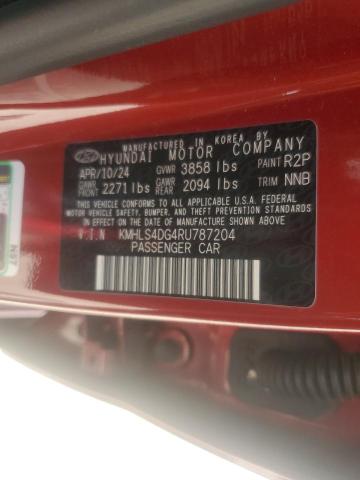 MANUFACTURED IN KOREA BY
HYUNDAI MOTOR COMPANY
APR/10/24 GVWR 3858 lbs PAINT R2P
GAWR FRONT 2271 lbs GAWR REAR 2094 lbs TRIM NNB
THIS VEHICLE CONFORMS TO ALL APPLICABLE U.S.A. FEDERAL
MOTOR VEHICLE SAFETY, BUMPER, AND THEFT PREVENTION STANDARDS
IN EFFECT ON THE DATE OF MANUFACTURE SHOWN ABOVE.
V.I.N KMHLS4DG4RU787204
PASSENGER CAR